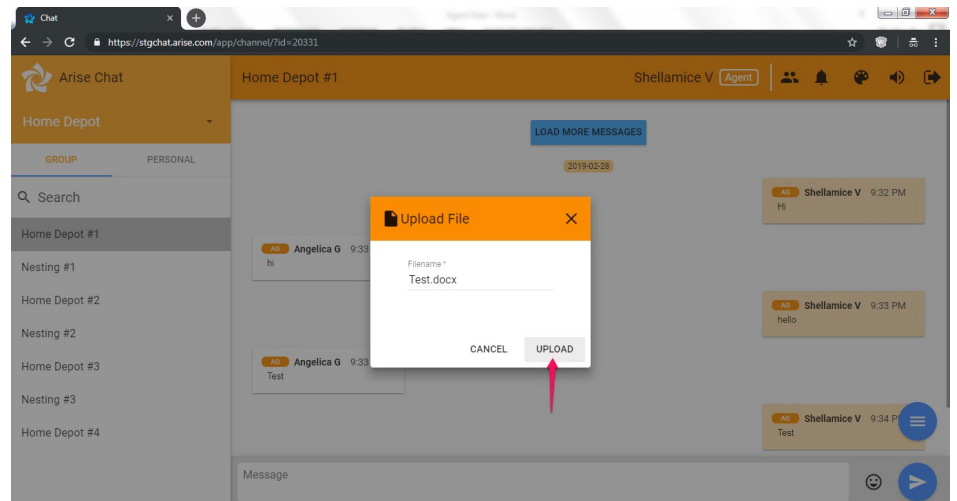 Chat
https://stgchat.arise.com/app/channel/?id=20331
Arise Chat
Home Depot #1
Shellamice V Agent
Home Depot
GROUP PERSONAL
Search
Home Depot #1
Nesting #1
Home Depot #2
Nesting #2
Home Depot #3
Nesting #3
Home Depot #4
LOAD MORE MESSAGES
2019-02-28
AG Shellamice V 9:32 PM
Hi
AG Angelica G 9:33
hi
AG Shellamice V 9:33 PM
hello
AG Angelica G 9:33
Test
AG Shellamice V 9:34 P
Test
Upload File
Filename *
Test.docx
CANCEL UPLOAD
Message